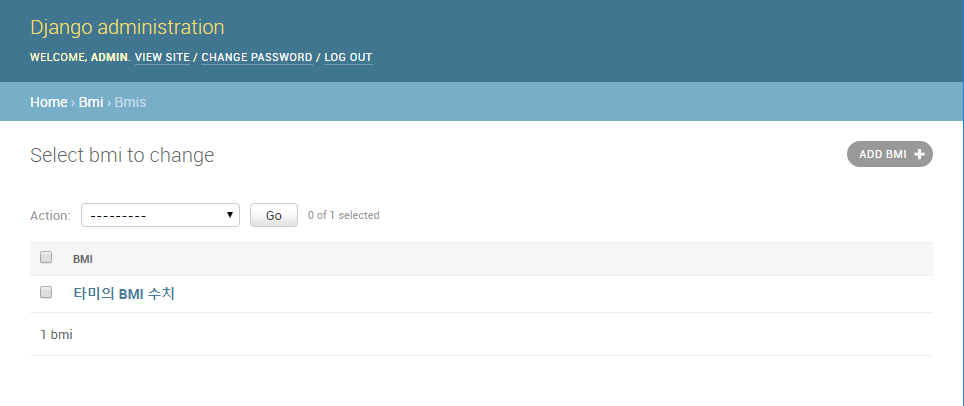 Django administration
WELCOME, ADMIN. VIEW SITE / CHANGE PASSWORD / LOG OUT
Home › Bmi › Bmis
Select bmi to change
ADD BMI +
Action: --------- Go 0 of 1 selected
BMI
타미의 BMI 수치
1 bmi